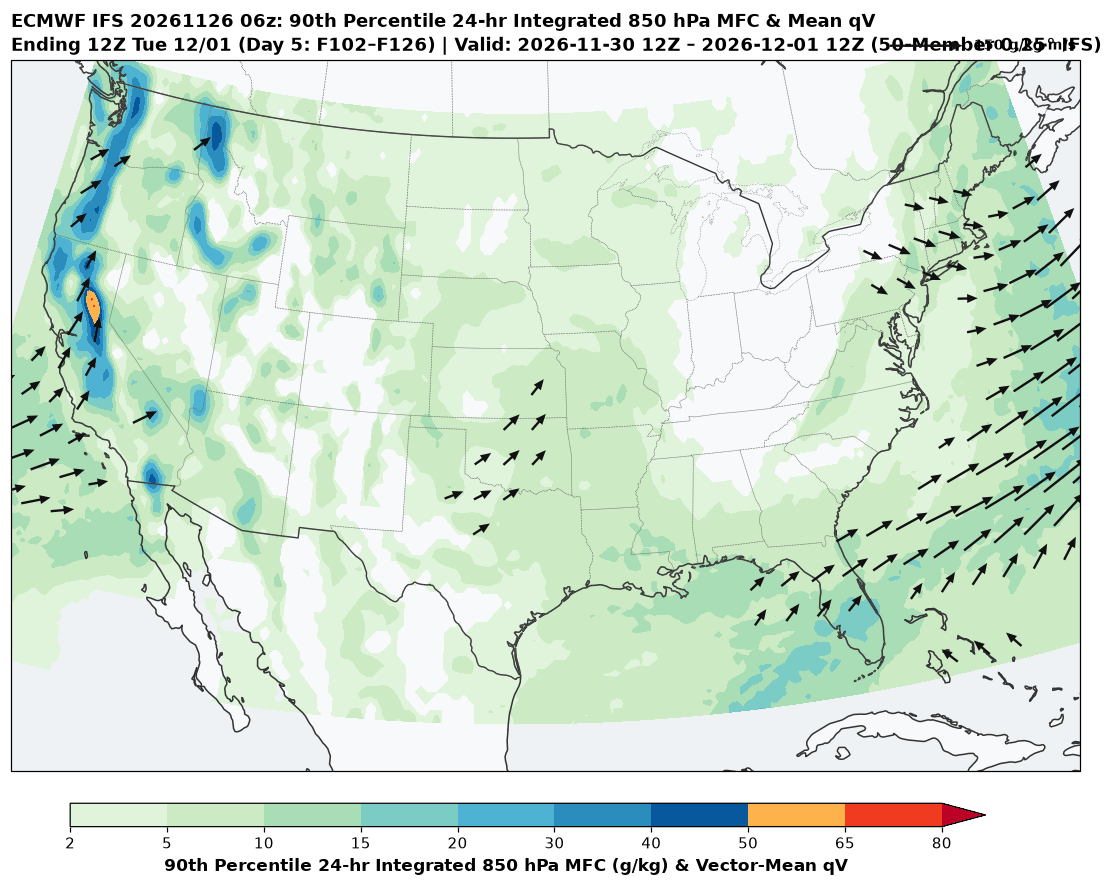 ECMWF IFS 20261126 06z: 90th Percentile 24-hr Integrated 850 hPa MFC & Mean qV
Ending 12Z Tue 12/01 (Day 5: F102–F126) | Valid: 2026-11-30 12Z – 2026-12-01 12Z (50-Member 0.25° IFS)
2 5 10 15 20 30 40 50 65 80
90th Percentile 24-hr Integrated 850 hPa MFC (g/kg) & Vector-Mean qV